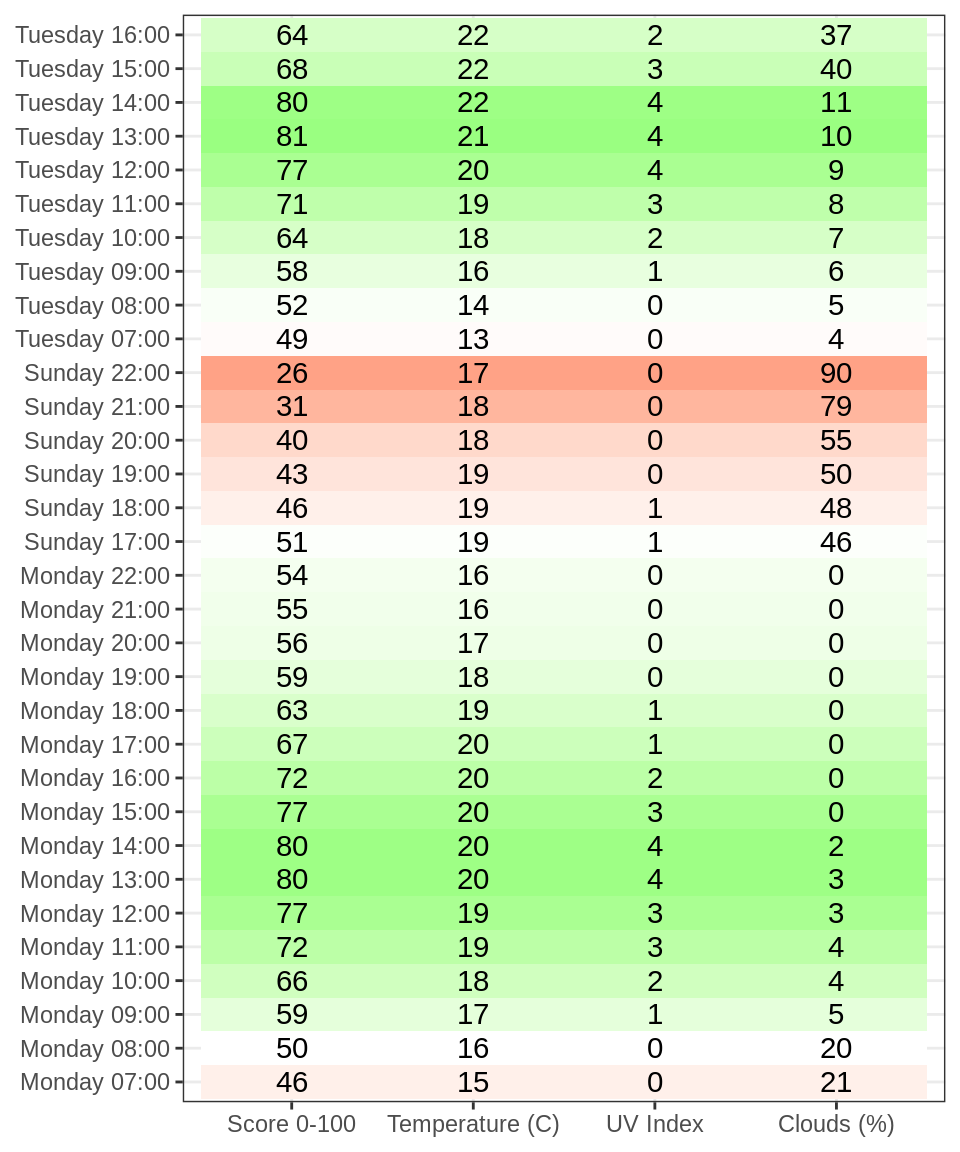 Tuesday 16:00 64 22 2 37
Tuesday 15:00 68 22 3 40
Tuesday 14:00 80 22 4 11
Tuesday 13:00 81 21 4 10
Tuesday 12:00 77 20 4 9
Tuesday 11:00 71 19 3 8
Tuesday 10:00 64 18 2 7
Tuesday 09:00 58 16 1 6
Tuesday 08:00 52 14 0 5
Tuesday 07:00 49 13 0 4
Sunday 22:00 26 17 0 90
Sunday 21:00 31 18 0 79
Sunday 20:00 40 18 0 55
Sunday 19:00 43 19 0 50
Sunday 18:00 46 19 1 48
Sunday 17:00 51 19 1 46
Monday 22:00 54 16 0 0
Monday 21:00 55 16 0 0
Monday 20:00 56 17 0 0
Monday 19:00 59 18 0 0
Monday 18:00 63 19 1 0
Monday 17:00 67 20 1 0
Monday 16:00 72 20 2 0
Monday 15:00 77 20 3 0
Monday 14:00 80 20 4 2
Monday 13:00 80 20 4 3
Monday 12:00 77 19 3 3
Monday 11:00 72 19 3 4
Monday 10:00 66 18 2 4
Monday 09:00 59 17 1 5
Monday 08:00 50 16 0 20
Monday 07:00 46 15 0 21
Score 0-100 Temperature (C) UV Index Clouds (%)